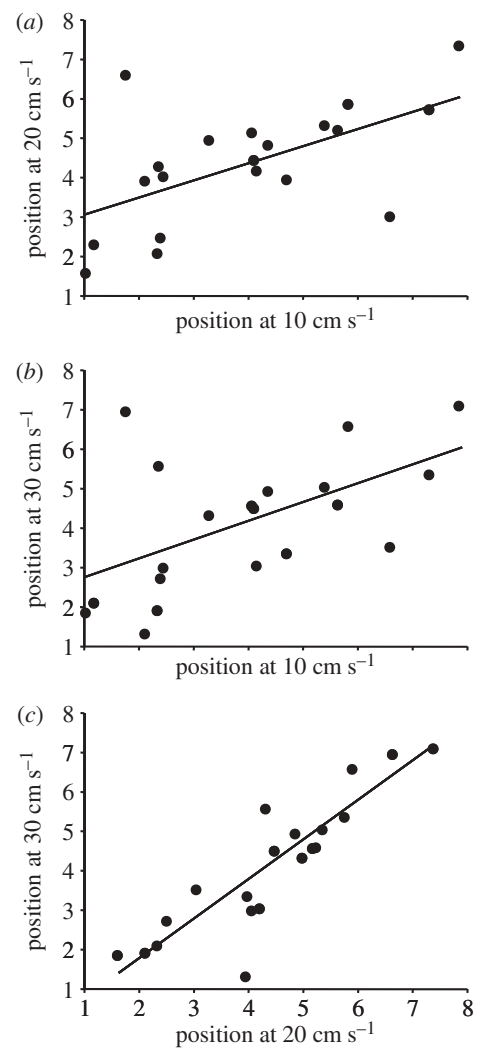 (a)
8
7
6
5
4
3
2
1
position at 20 cm s⁻¹
position at 10 cm s⁻¹
(b)
8
7
6
5
4
3
2
1
position at 30 cm s⁻¹
position at 10 cm s⁻¹
(c)
8
7
6
5
4
3
2
1
position at 30 cm s⁻¹
1 2 3 4 5 6 7 8
position at 20 cm s⁻¹